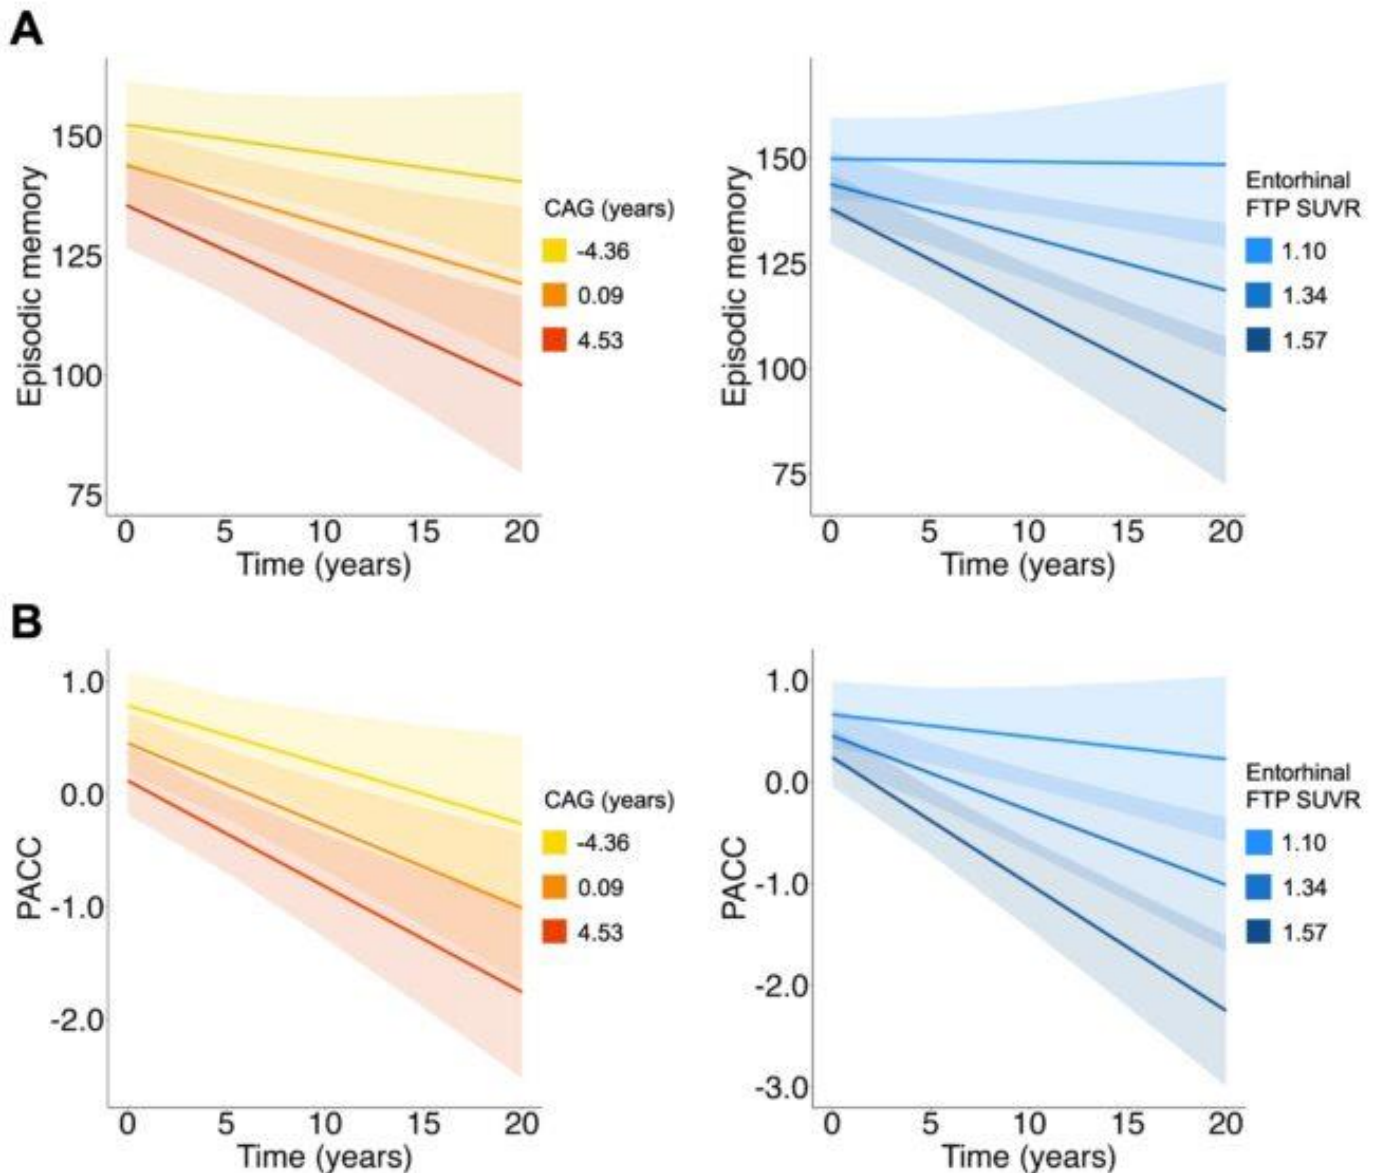 A
Episodic memory
150
125
100
75
0 5 10 15 20
Time (years)
CAG (years)
-4.36
0.09
4.53
Episodic memory
150
125
100
75
0 5 10 15 20
Time (years)
Entorhinal
FTP SUVR
1.10
1.34
1.57
B
PACC
1.0
0.0
-1.0
-2.0
0 5 10 15 20
Time (years)
CAG (years)
-4.36
0.09
4.53
PACC
1.0
0.0
-1.0
-2.0
-3.0
0 5 10 15 20
Time (years)
Entorhinal
FTP SUVR
1.10
1.34
1.57